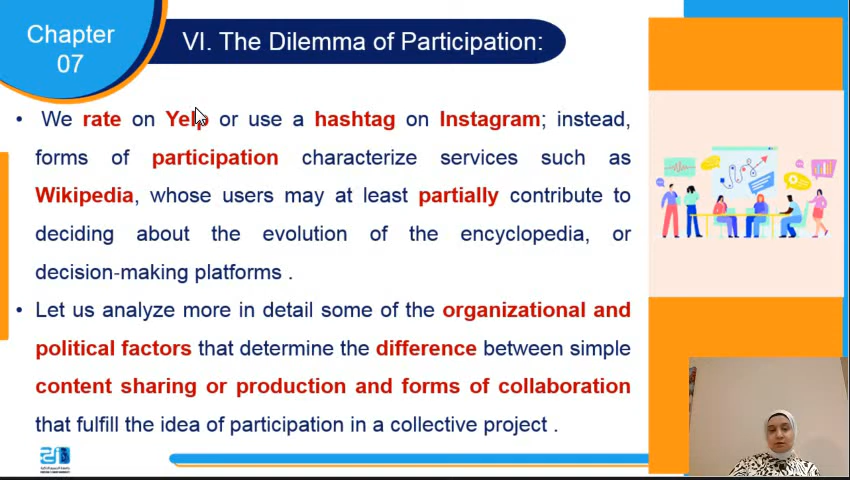 Chapter
07
VI. The Dilemma of Participation:
• We rate on Yelp or use a hashtag on Instagram; instead,
forms of participation characterize services such as
Wikipedia, whose users may at least partially contribute to
deciding about the evolution of the encyclopedia, or
decision-making platforms .
• Let us analyze more in detail some of the organizational and
political factors that determine the difference between simple
content sharing or production and forms of collaboration
that fulfill the idea of participation in a collective project .